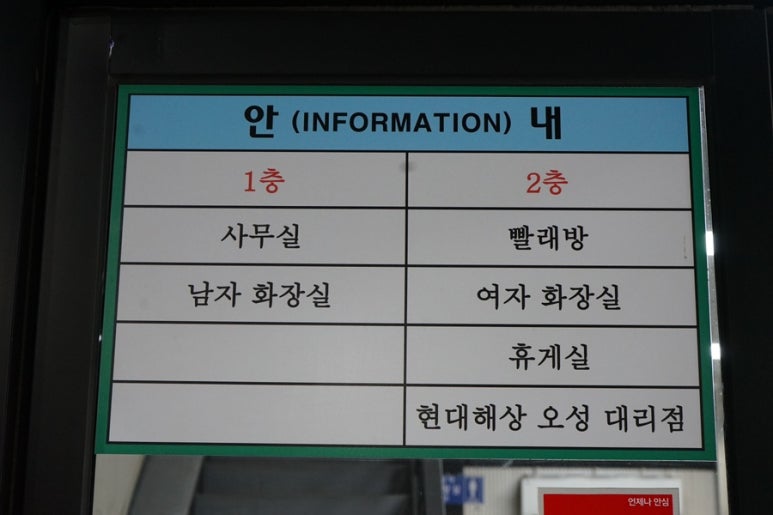 안 (INFORMATION) 내
1층 2층
사무실 빨래방
남자 화장실 여자 화장실
휴게실
현대해상 오성 대리점
언제나 안심